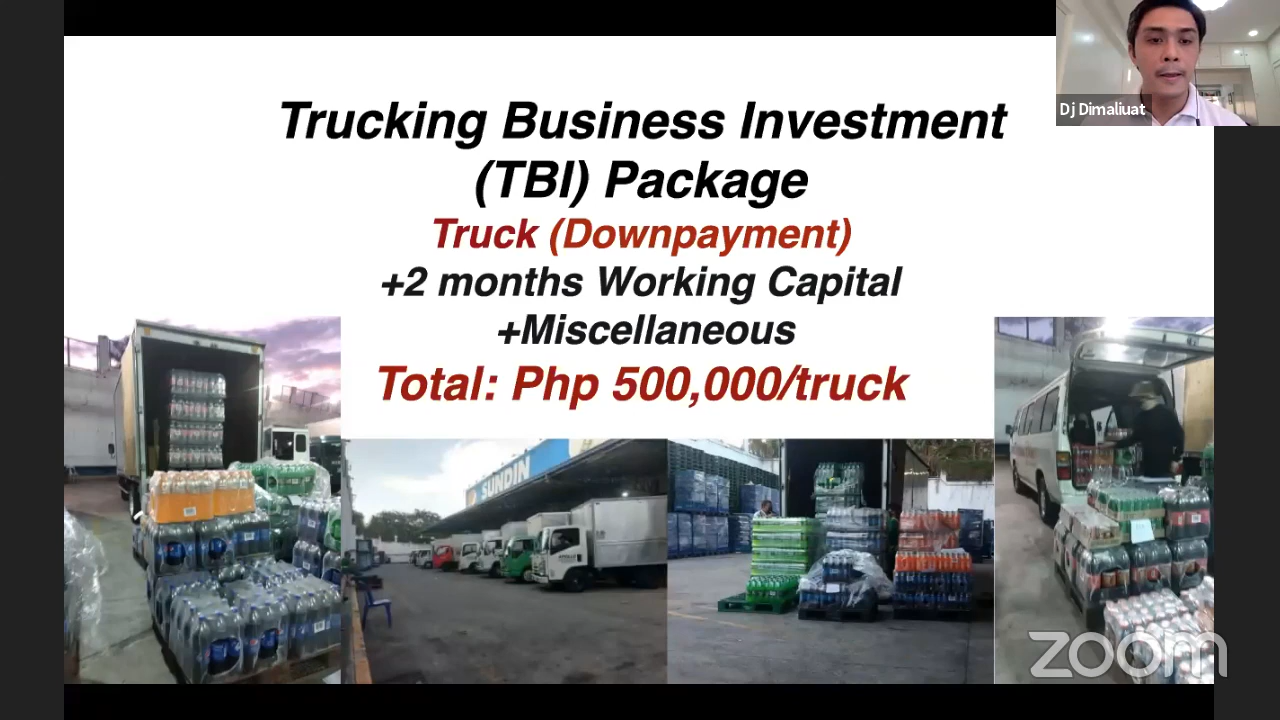 Trucking Business Investment
(TBI) Package
Truck (Downpayment)
+2 months Working Capital
+Miscellaneous
Total: Php 500,000/truck
Dj Dimaliuat
SUNDIN
zoom